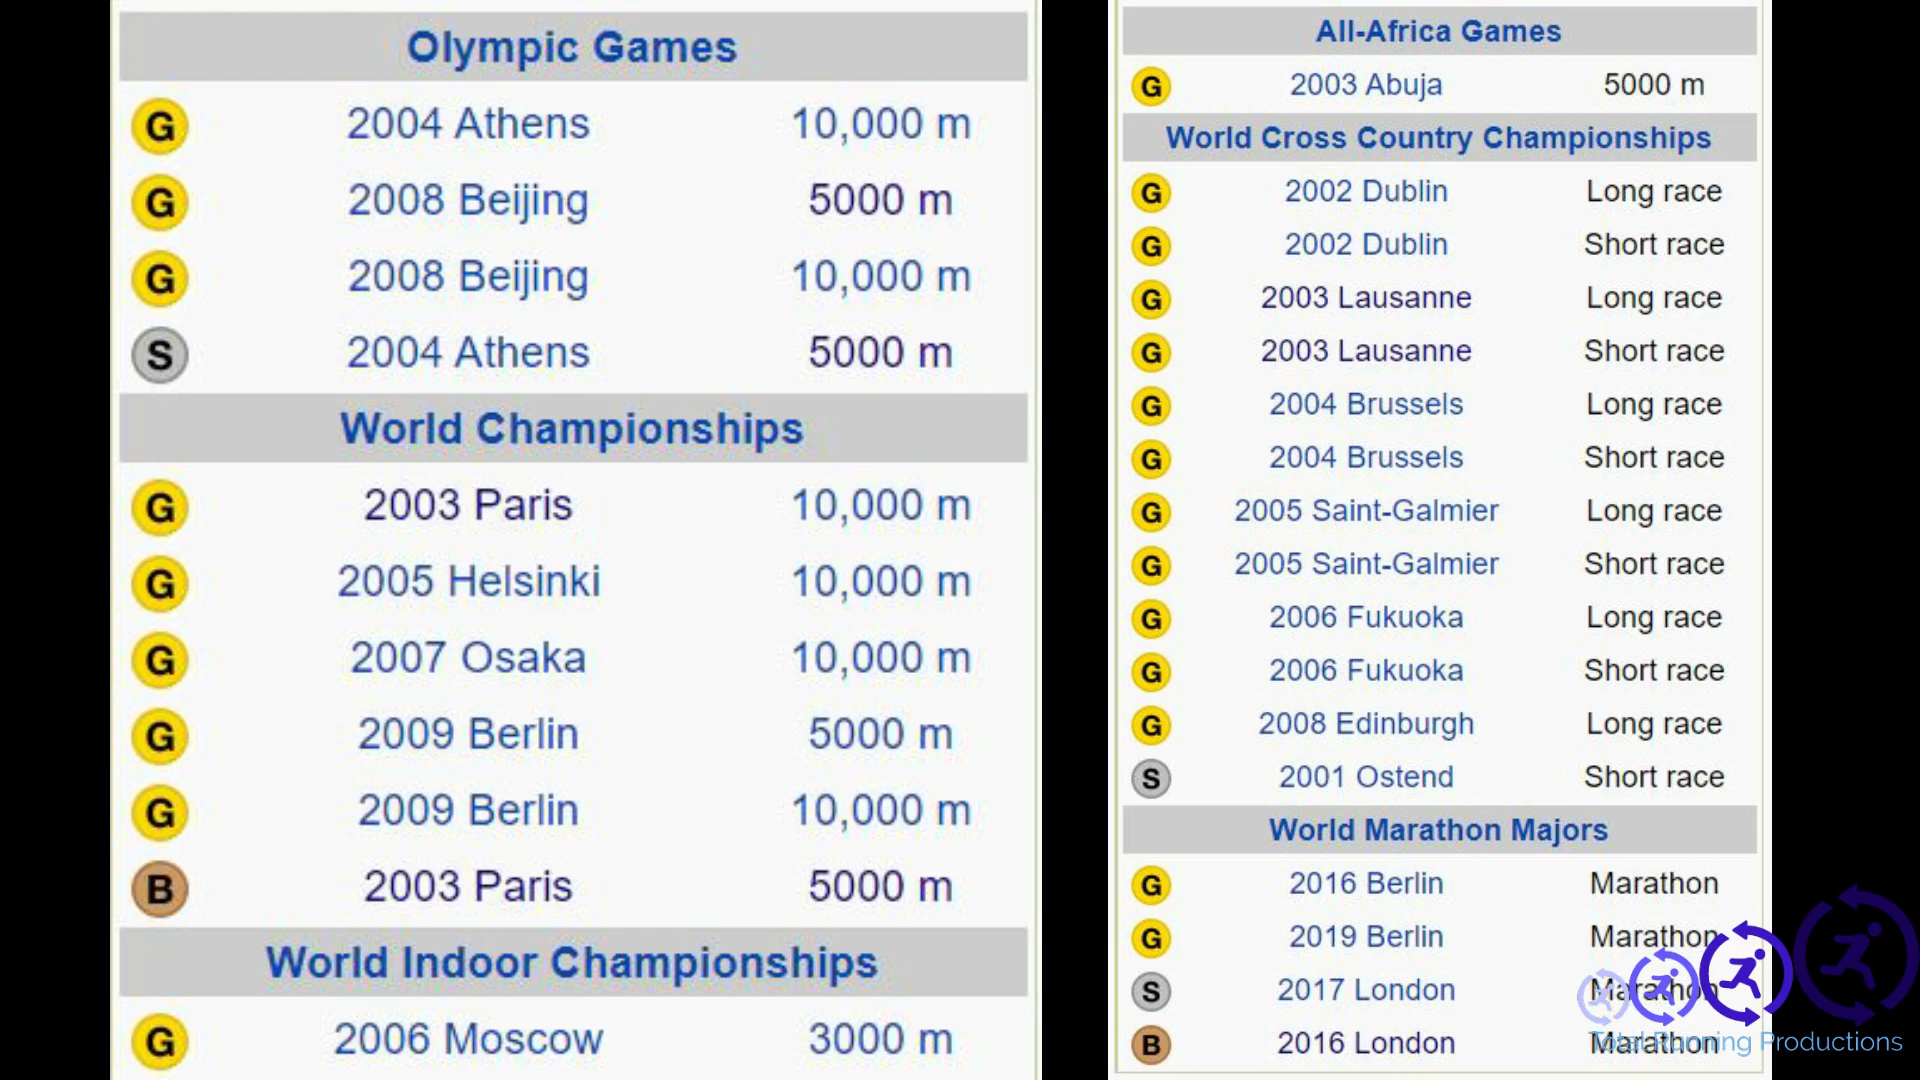 Olympic Games
G 2004 Athens 10,000 m
G 2008 Beijing 5000 m
G 2008 Beijing 10,000 m
S 2004 Athens 5000 m
World Championships
G 2003 Paris 10,000 m
G 2005 Helsinki 10,000 m
G 2007 Osaka 10,000 m
G 2009 Berlin 5000 m
G 2009 Berlin 10,000 m
B 2003 Paris 5000 m
World Indoor Championships
G 2006 Moscow 3000 m
All-Africa Games
G 2003 Abuja 5000 m
World Cross Country Championships
G 2002 Dublin Long race
G 2002 Dublin Short race
G 2003 Lausanne Long race
G 2003 Lausanne Short race
G 2004 Brussels Long race
G 2004 Brussels Short race
G 2005 Saint-Galmier Long race
G 2005 Saint-Galmier Short race
G 2006 Fukuoka Long race
G 2006 Fukuoka Short race
G 2008 Edinburgh Long race
S 2001 Ostend Short race
World Marathon Majors
G 2016 Berlin Marathon
G 2019 Berlin Marathon
S 2017 London Marathon
B 2016 London Marathon
Total Running Productions